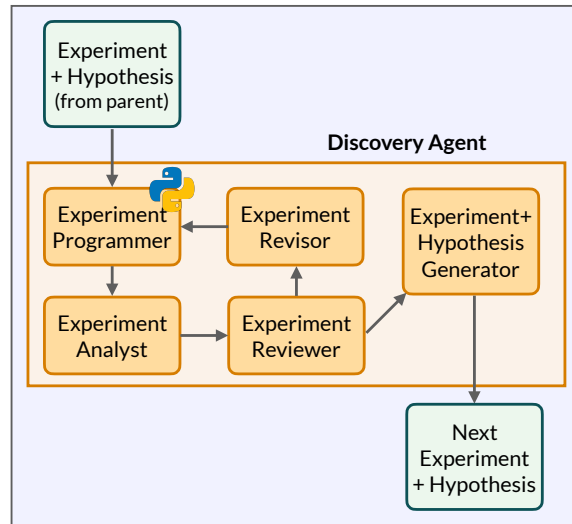 Experiment
+ Hypothesis
(from parent)
Discovery Agent
Experiment
Programmer
Experiment
Revisor
Experiment+
Hypothesis
Generator
Experiment
Analyst
Experiment
Reviewer
Next
Experiment
+ Hypothesis